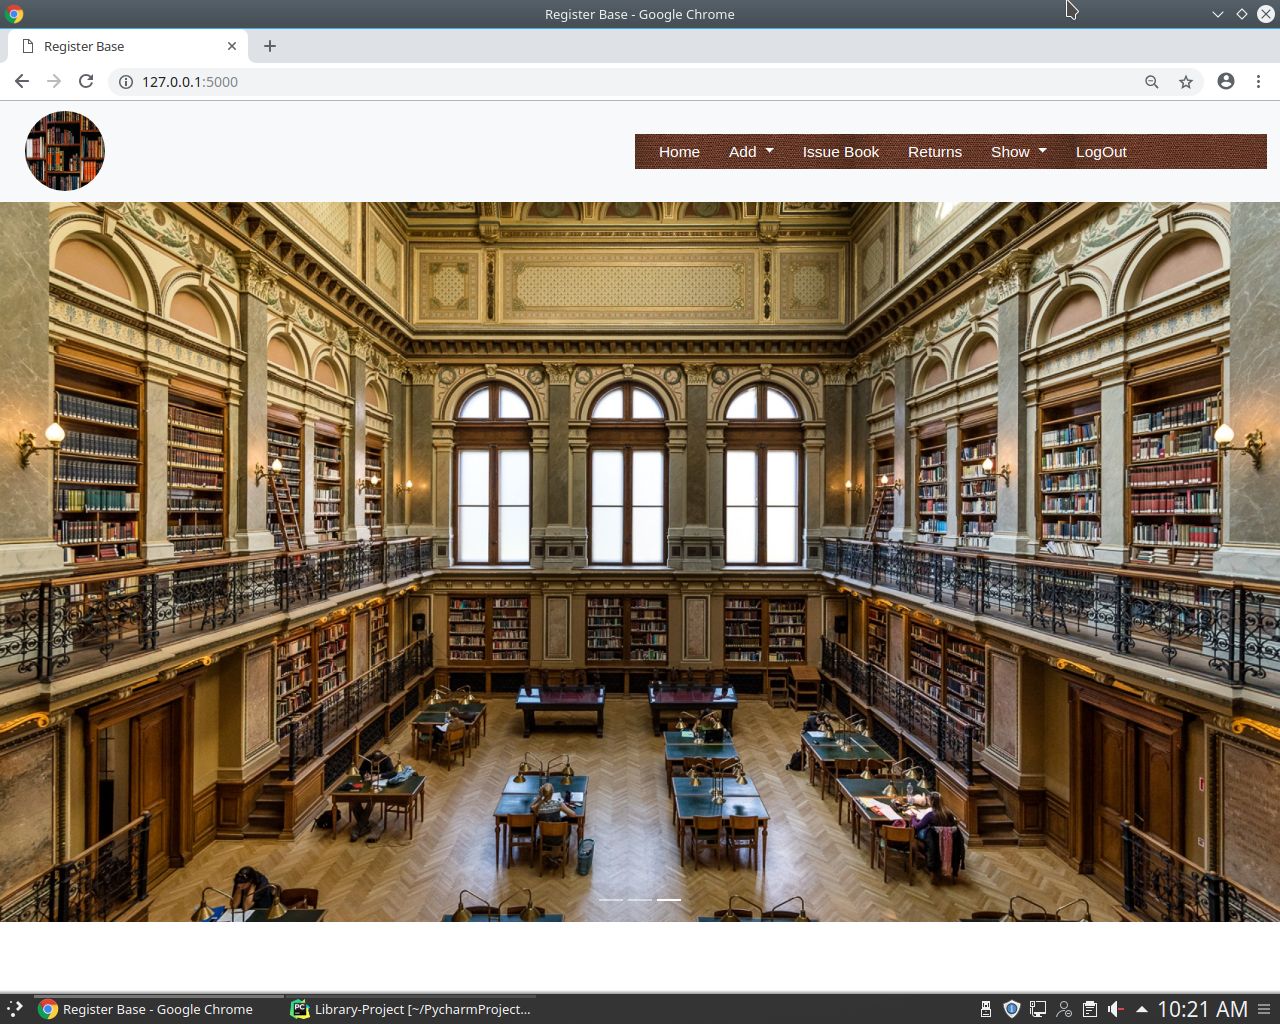 Register Base - Google Chrome
Register Base
127.0.0.1:5000
Home Add Issue Book Returns Show LogOut
Register Base - Google Chrome
PC
Library-Project [~/PycharmProject...
10:21 AM